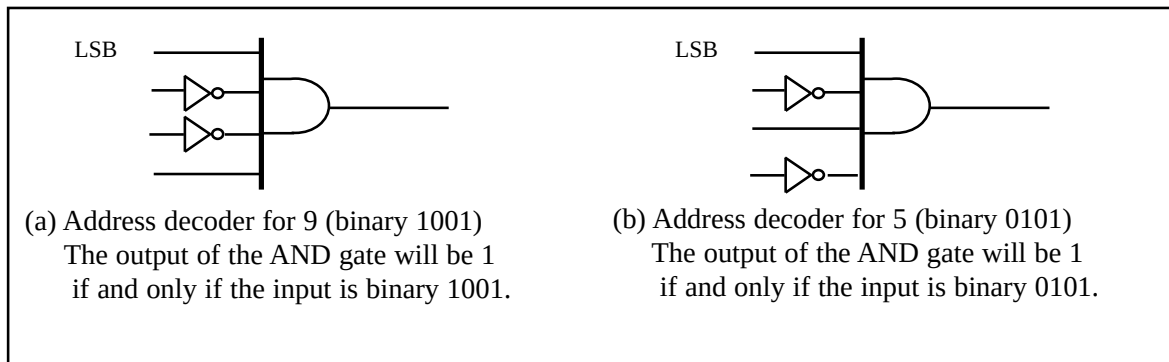 LSB
LSB
(a) Address decoder for 9 (binary 1001)
The output of the AND gate will be 1
if and only if the input is binary 1001.
(b) Address decoder for 5 (binary 0101)
The output of the AND gate will be 1
if and only if the input is binary 0101.